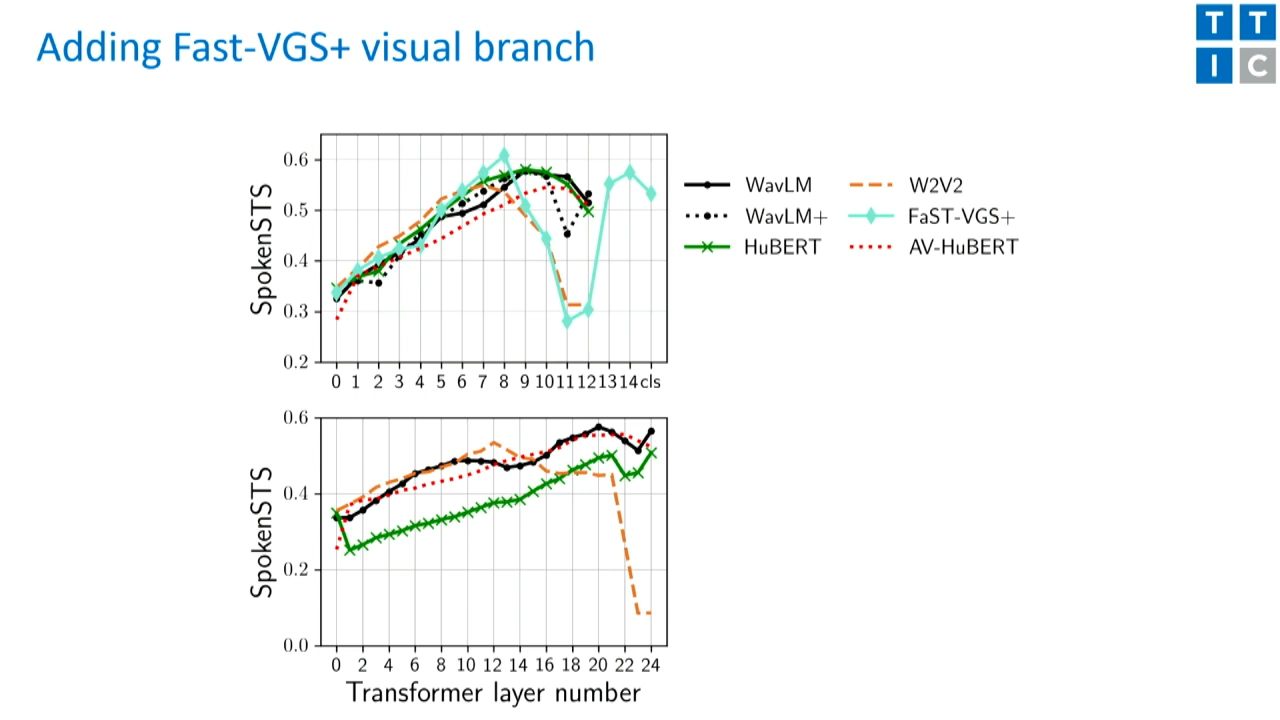 Adding Fast-VGS+ visual branch
T T
I C
SpokenSTS
0.6
0.5
0.4
0.3
0.2
0 1 2 3 4 5 6 7 8 9 10 11 12 13 14 cls
WavLM
WavLM+
HuBERT
W2V2
FaST-VGS+
AV-HuBERT
SpokenSTS
0.6
0.4
0.2
0.0
0 2 4 6 8 10 12 14 16 18 20 22 24
Transformer layer number